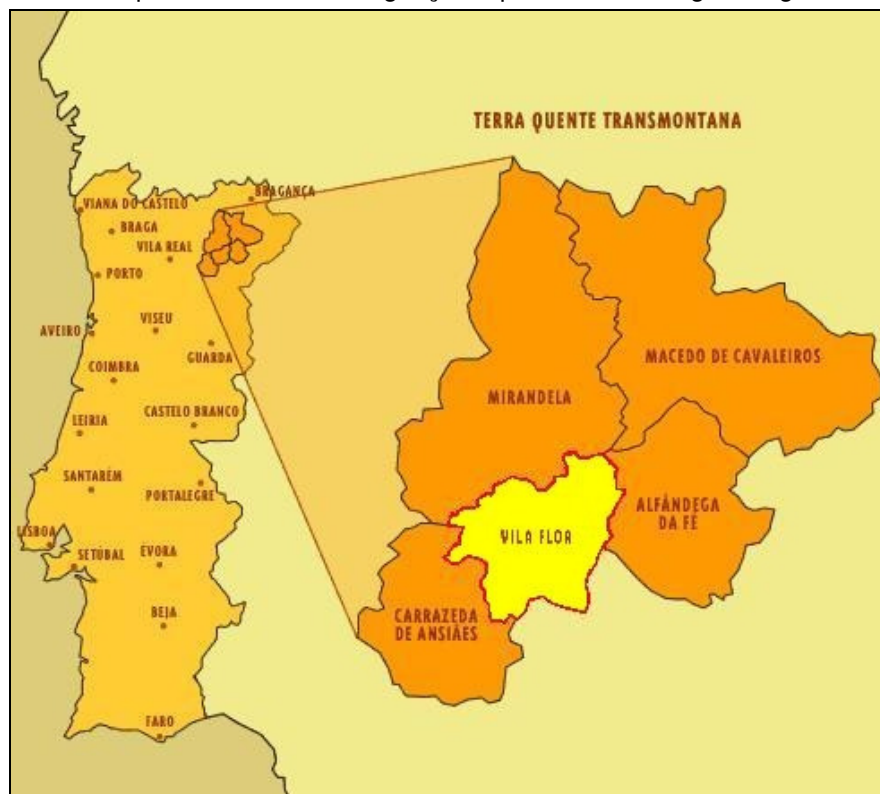 TERRA QUENTE TRANSMONTANA
BRAGANÇA
VIANA DO CASTELO
BRAGA
VILA REAL
PORTO
AVEIRO
VISEU
GUARDA
COIMBRA
CASTELO BRANCO
LEIRIA
SANTARÉM
PORTALEGRE
LISBOA
SETÚBAL
ÉVORA
BEJA
FARO
MACEDO DE CAVALEIROS
MIRANDELA
ALFÂNDEGA
DA FÉ
VILA FLOR
CARRAZEDA
DE ANSIÃES